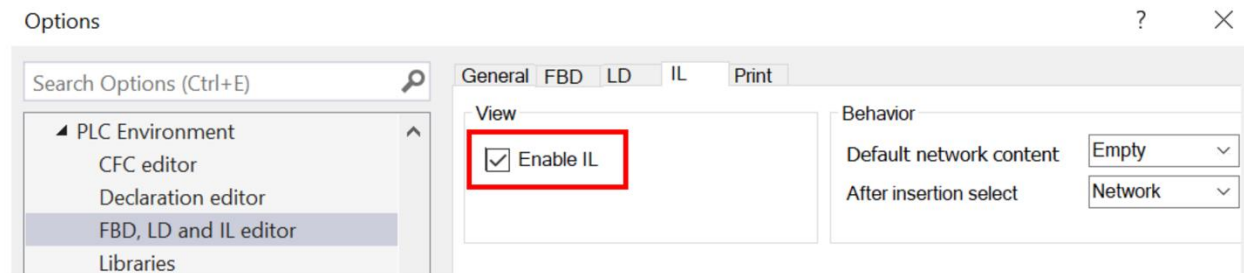 Options
?
Search Options (Ctrl+E)
PLC Environment
CFC editor
Declaration editor
FBD, LD and IL editor
Libraries
General FBD LD IL Print
View
Enable IL
Behavior
Default network content Empty
After insertion select Network